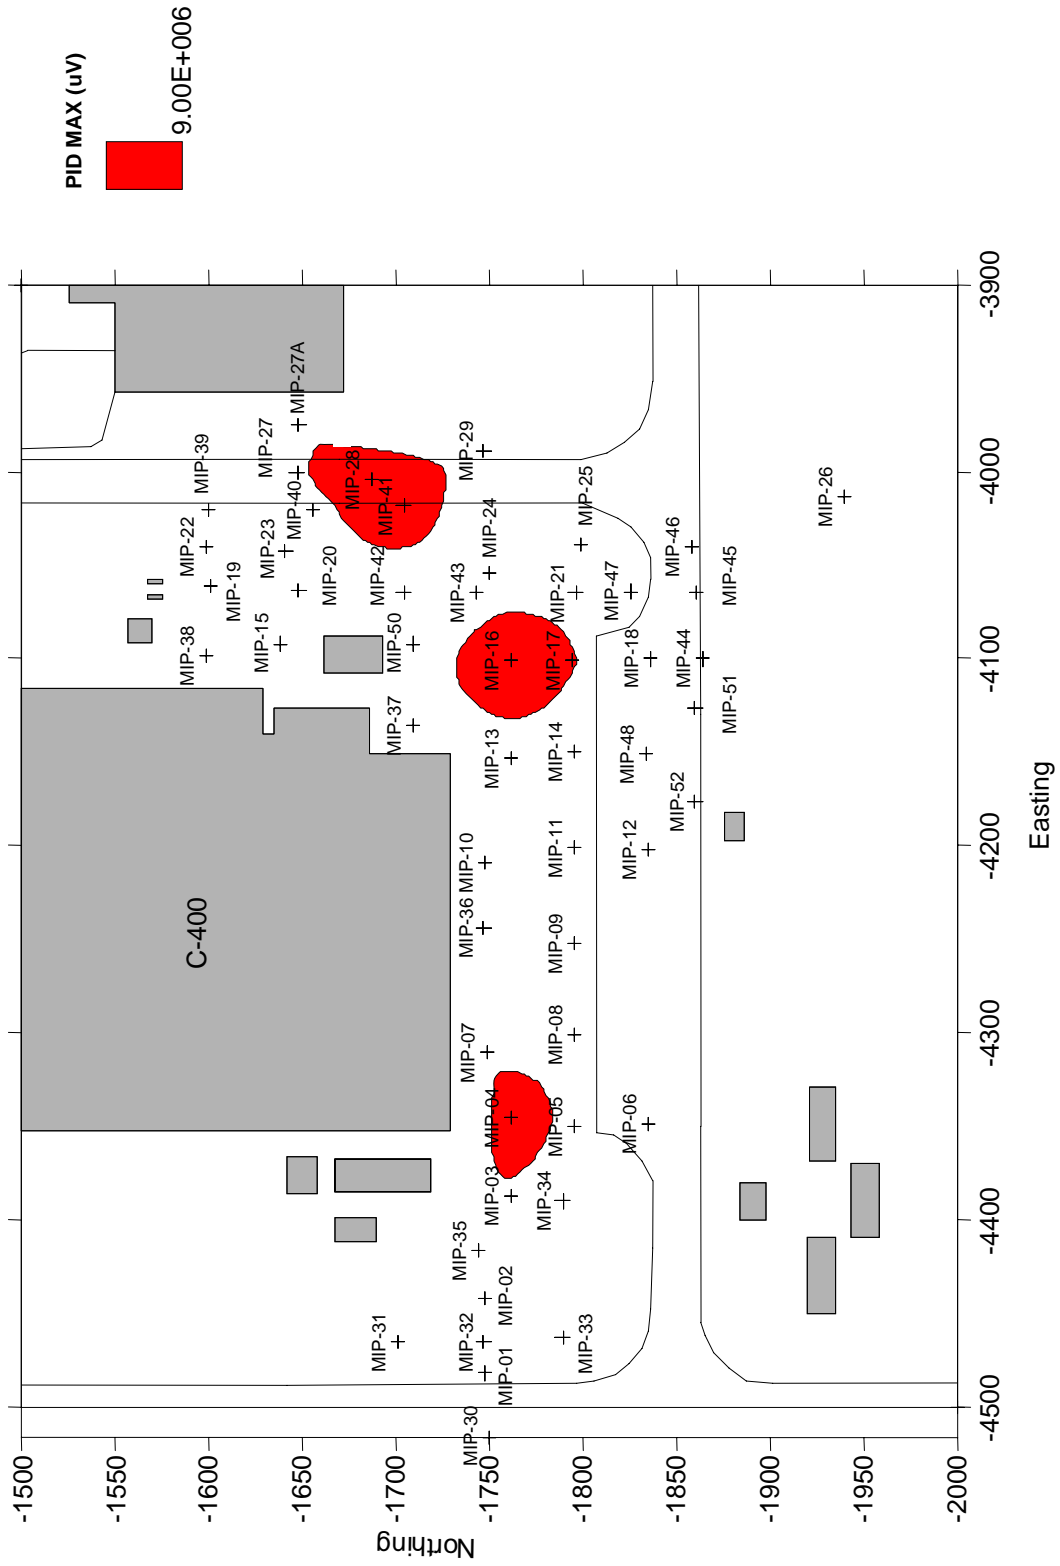 PID MAX (uV)
9.00E+006
Northing
-1500
-1550
-1600
-1650
-1700
-1750
-1800
-1850
-1900
-1950
-2000
Easting
-4500
-4400
-4300
-4200
-4100
-4000
-3900
C-400
MIP-30
MIP-01
MIP-32
MIP-31
MIP-33
MIP-02
MIP-35
MIP-03
MIP-34
MIP-04
MIP-05
MIP-06
MIP-07
MIP-08
MIP-09
MIP-36
MIP-10
MIP-11
MIP-12
MIP-52
MIP-13
MIP-14
MIP-48
MIP-51
MIP-37
MIP-50
MIP-16
MIP-17
MIP-18
MIP-44
MIP-38
MIP-15
MIP-19
MIP-20
MIP-42
MIP-43
MIP-21
MIP-47
MIP-45
MIP-22
MIP-23
MIP-24
MIP-25
MIP-46
MIP-39
MIP-40
MIP-41
MIP-28
MIP-27
MIP-27A
MIP-29
MIP-26